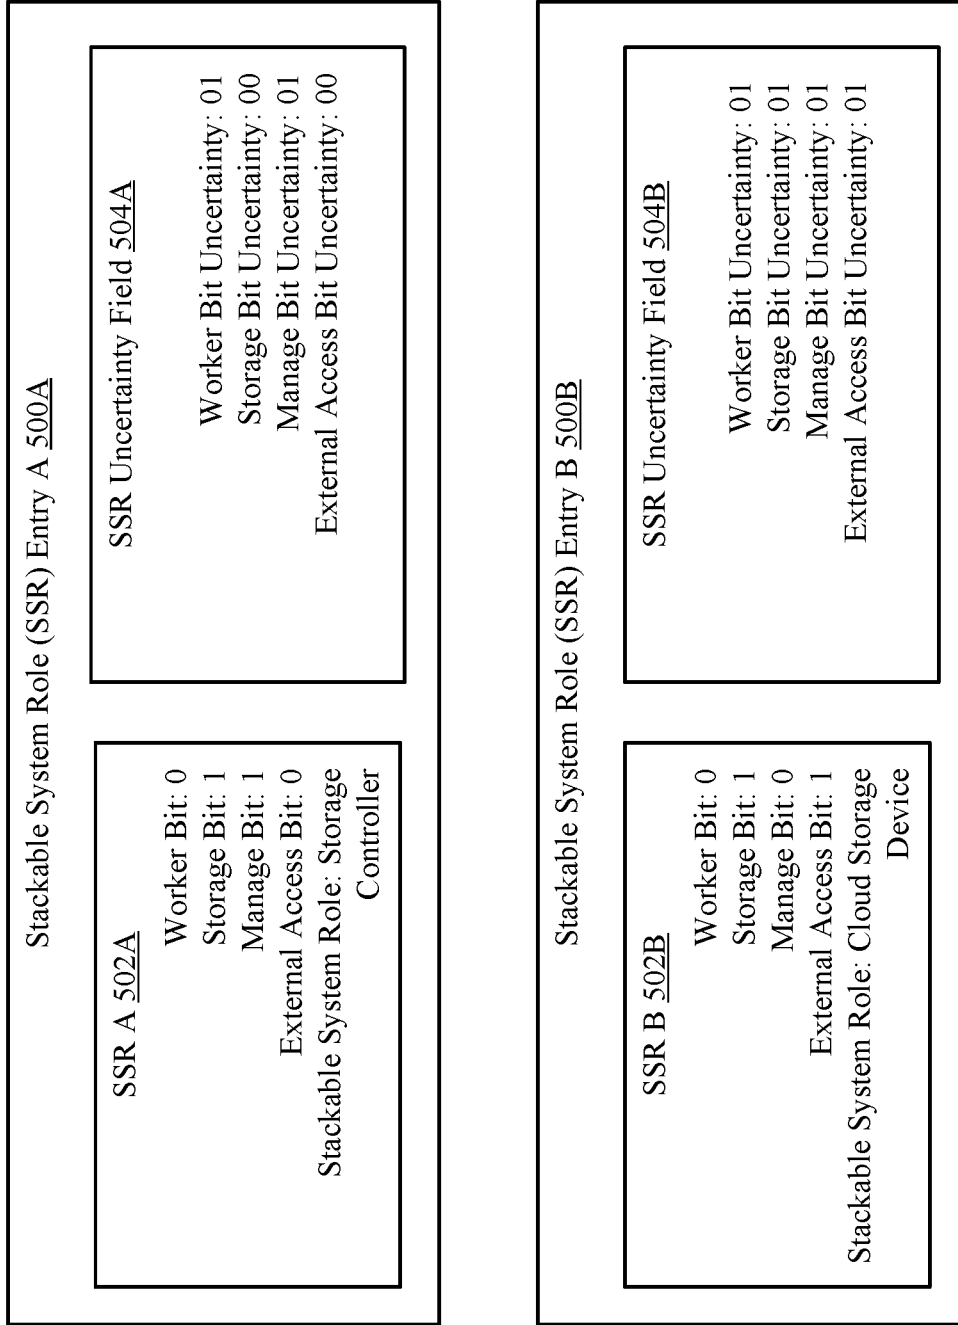 Stackable System Role (SSR) Entry A 500A
SSR A 502A
Worker Bit: 0
Storage Bit: 1
Manage Bit: 1
External Access Bit: 0
Stackable System Role: Storage
Controller
SSR Uncertainty Field 504A
Worker Bit Uncertainty: 01
Storage Bit Uncertainty: 00
Manage Bit Uncertainty: 01
External Access Bit Uncertainty: 00
Stackable System Role (SSR) Entry B 500B
SSR B 502B
Worker Bit: 0
Storage Bit: 1
Manage Bit: 0
External Access Bit: 1
Stackable System Role: Cloud Storage
Device
SSR Uncertainty Field 504B
Worker Bit Uncertainty: 01
Storage Bit Uncertainty: 01
Manage Bit Uncertainty: 01
External Access Bit Uncertainty: 01